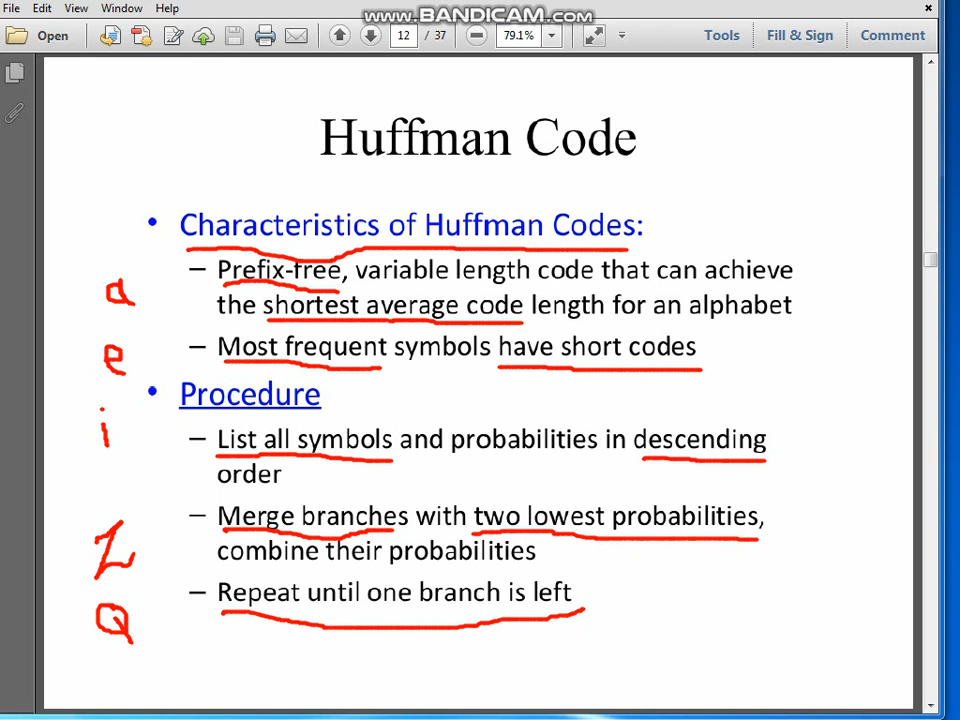 www.BANDICAM.com
File Edit View Window Help
Open 12 / 37 79.1% Tools Fill & Sign Comment
Huffman Code
• Characteristics of Huffman Codes:
– Prefix-free, variable length code that can achieve
the shortest average code length for an alphabet
– Most frequent symbols have short codes
• Procedure
– List all symbols and probabilities in descending
order
– Merge branches with two lowest probabilities,
combine their probabilities
– Repeat until one branch is left
a
e
i
Z
Q